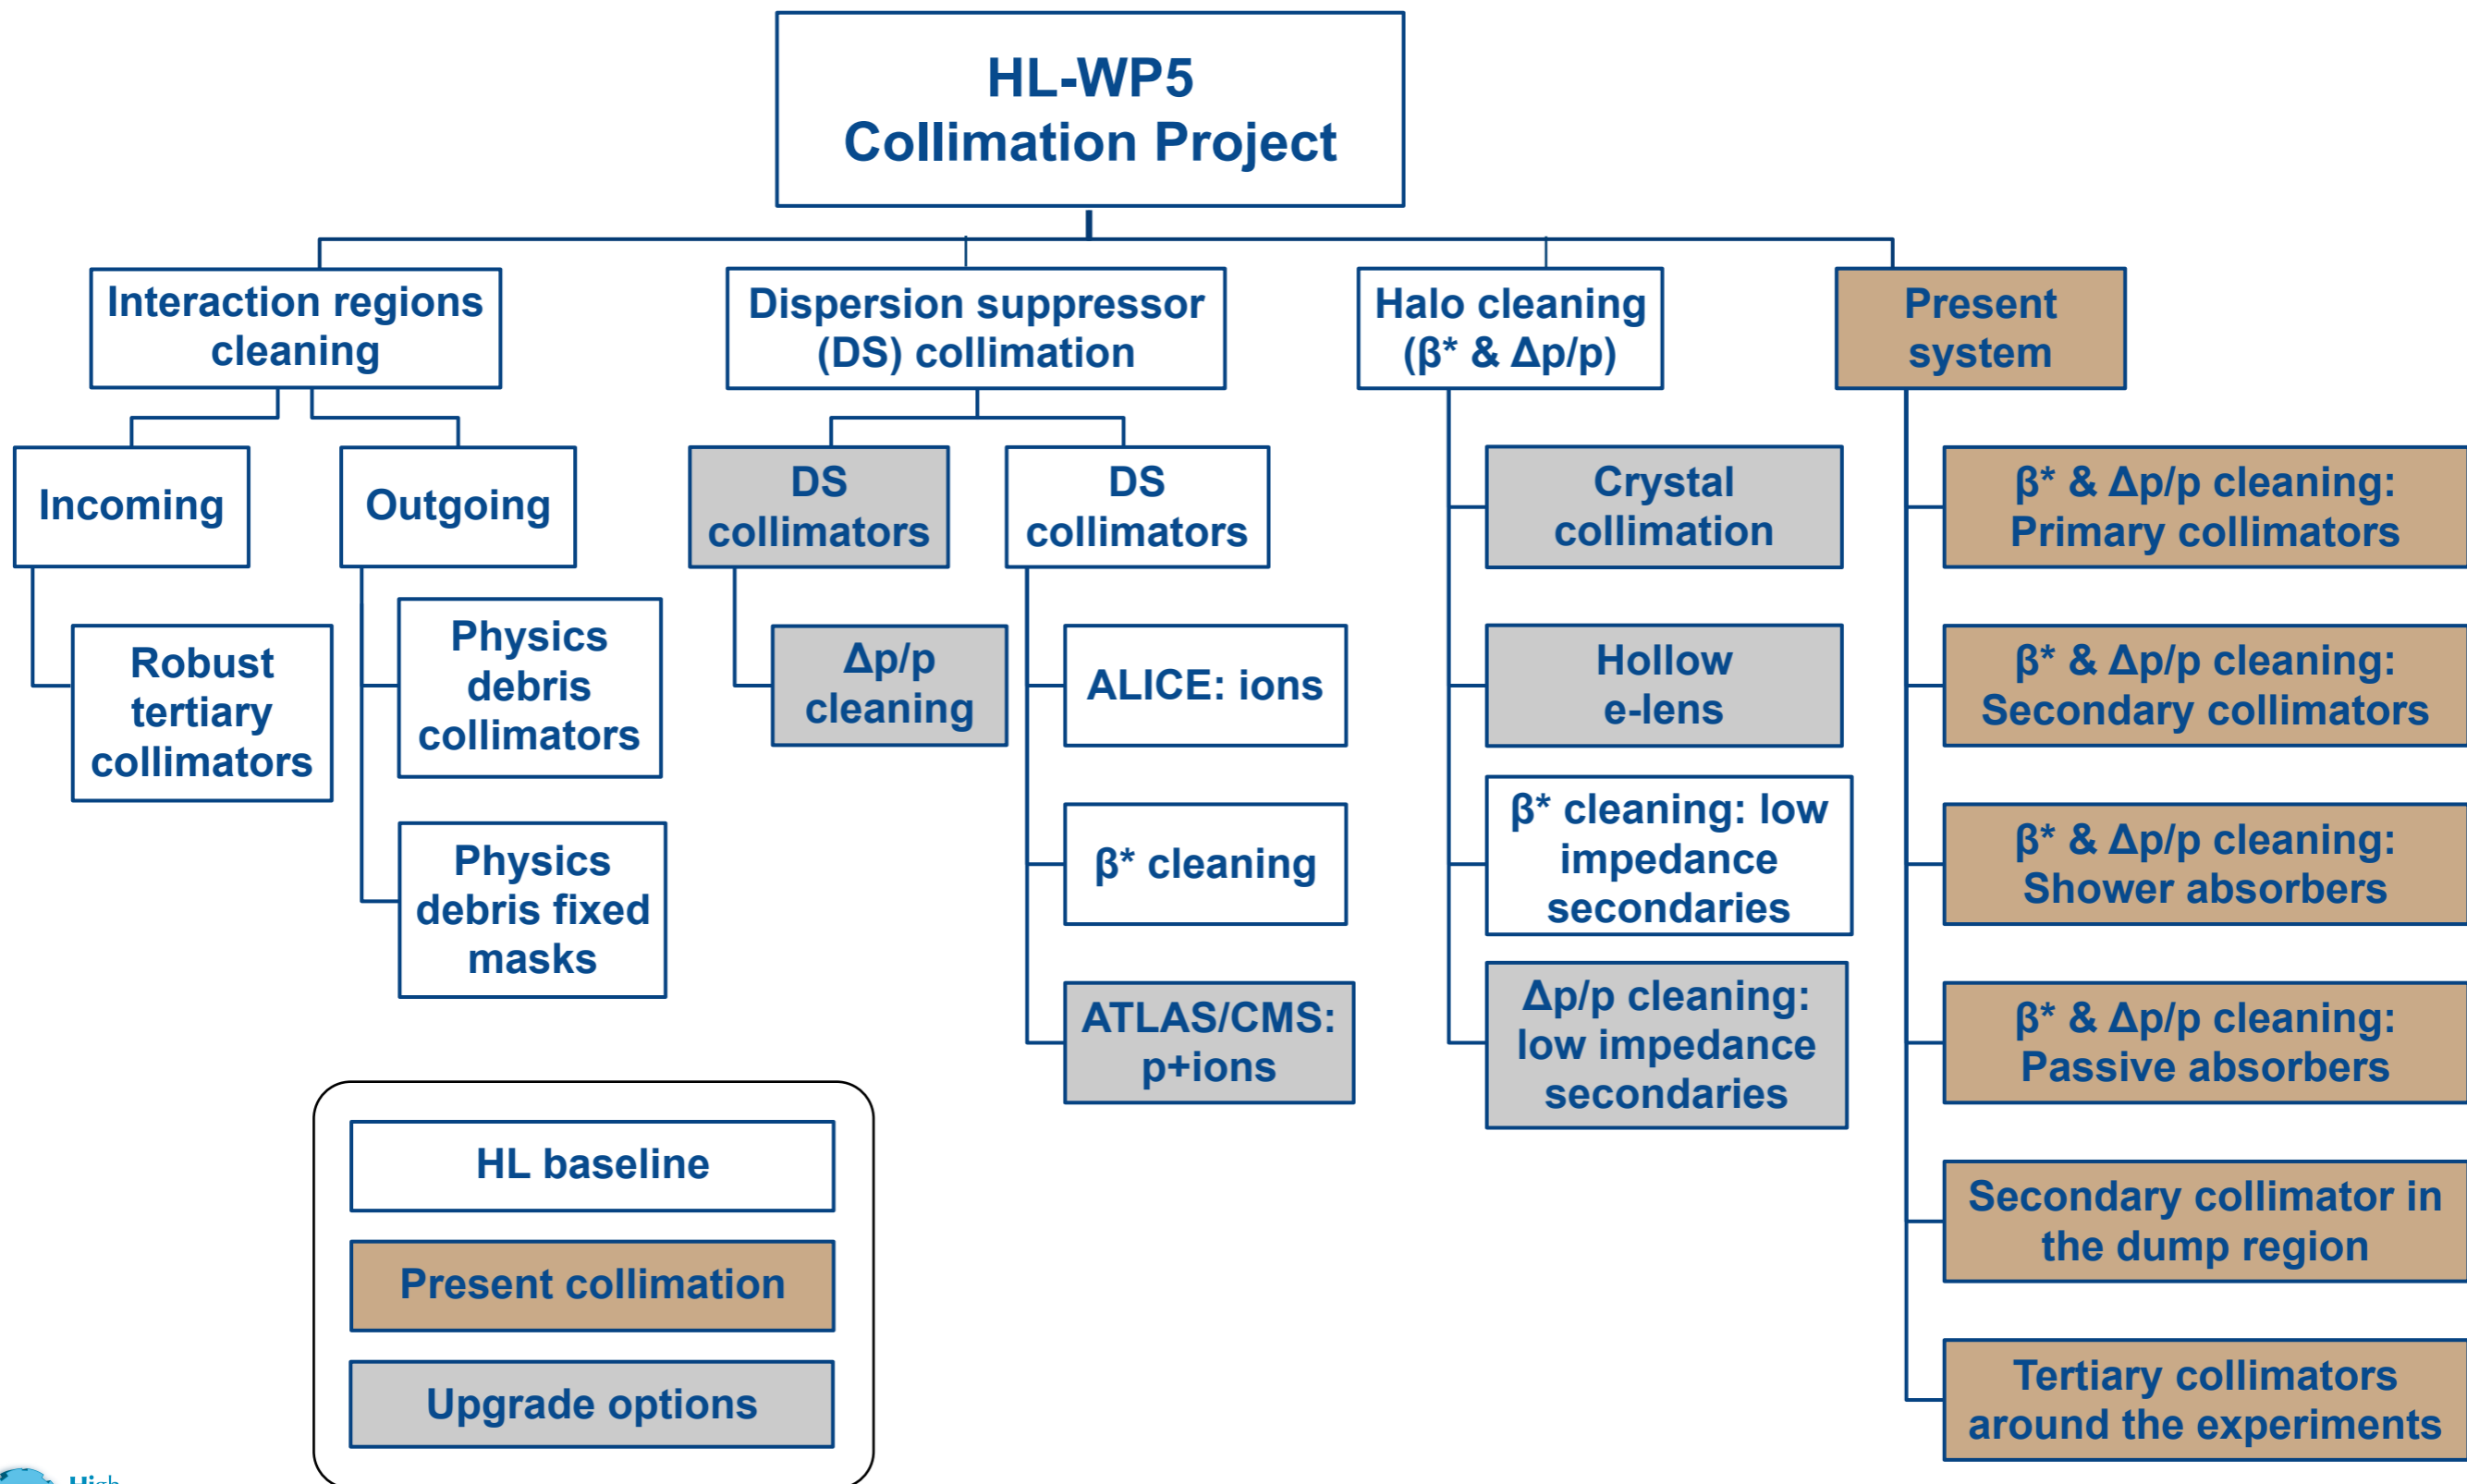 HL-WP5
Collimation Project
Interaction regions
cleaning
Dispersion suppressor
(DS) collimation
Halo cleaning
(β* & Δp/p)
Present
system
Incoming
Outgoing
DS
collimators
DS
collimators
Crystal
collimation
β* & Δp/p cleaning:
Primary collimators
Robust
tertiary
collimators
Physics
debris
collimators
Δp/p
cleaning
ALICE: ions
Hollow
e-lens
β* & Δp/p cleaning:
Secondary collimators
Physics
debris fixed
masks
β* cleaning
β* cleaning: low
impedance
secondaries
β* & Δp/p cleaning:
Shower absorbers
ATLAS/CMS:
p+ions
Δp/p cleaning:
low impedance
secondaries
β* & Δp/p cleaning:
Passive absorbers
HL baseline
Present collimation
Upgrade options
Secondary collimator in
the dump region
Tertiary collimators
around the experiments
High